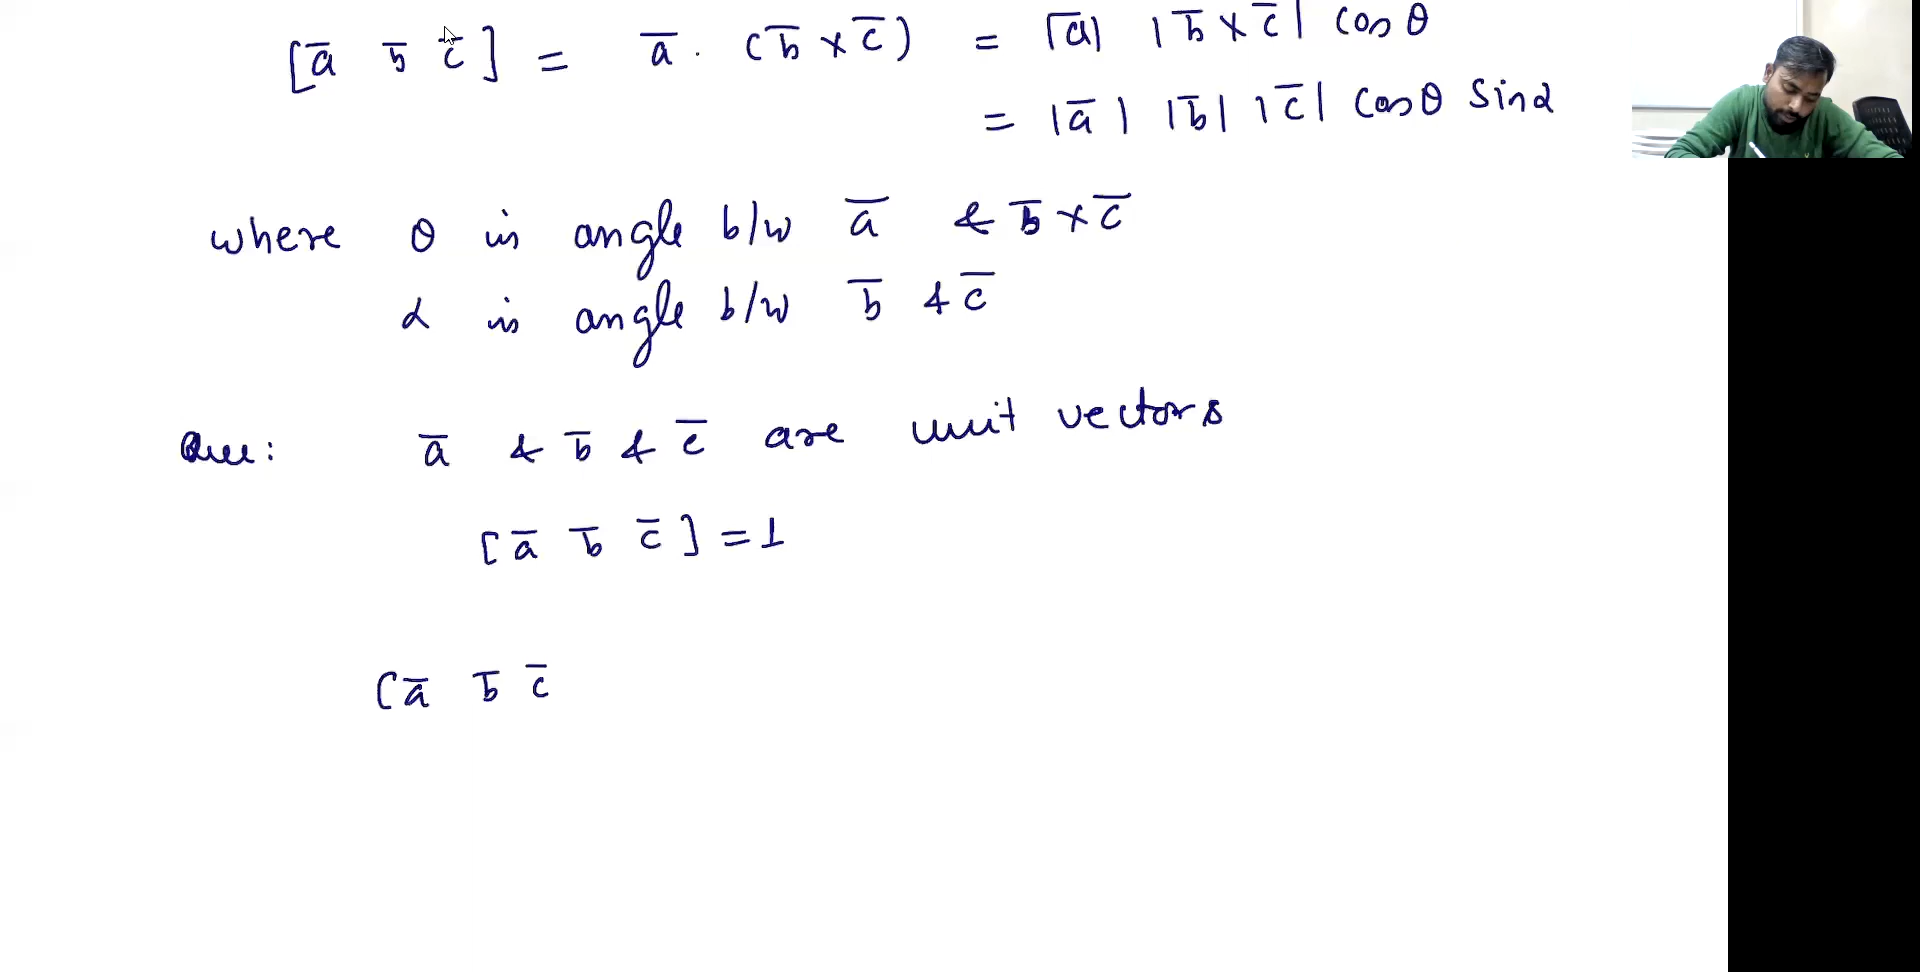 [a̅ b̅ c̅] = a̅ . (b̅ × c̅) = |a̅| |b̅ × c̅| cos θ
= |a̅| |b̅| |c̅| cos θ sin α
where θ is angle b/w a̅ & b̅ × c̅
α is angle b/w b̅ & c̅
Que: a̅ & b̅ & c̅ are unit vectors
[a̅ b̅ c̅] = 1
[a̅ b̅ c̅